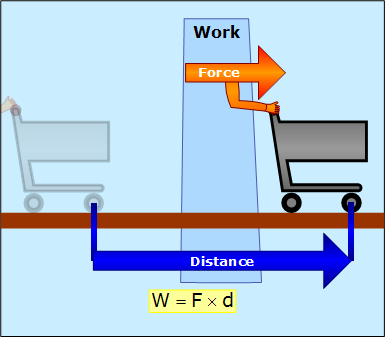 Work
Force
Distance
W = F × d